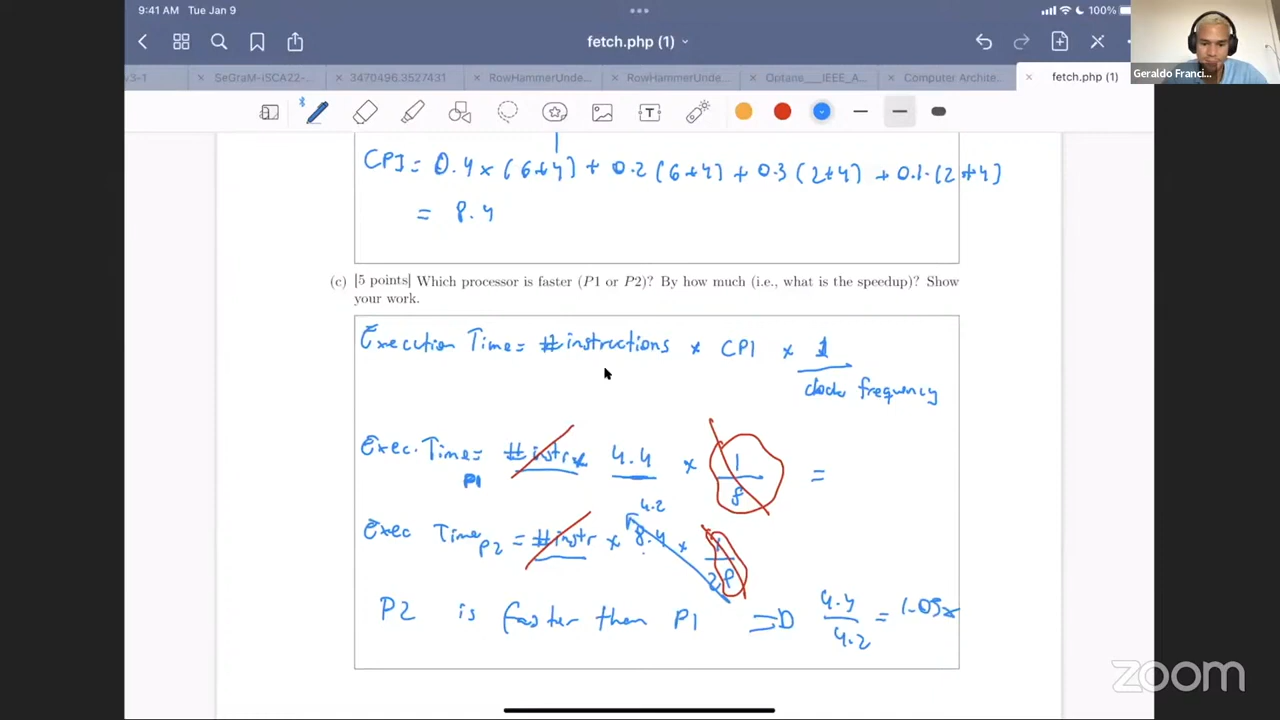 9:41 AM Tue Jan 9
100%
fetch.php (1)
v3-1
SeGraM-iSCA22-...
3470496.3527431
RowHammerUnde...
RowHammerUnde...
Optane___IEEE_A...
Computer Archite...
fetch.php (1)
Geraldo Franci...
CPI = 0.4 x (6+4) + 0.2 (6+4) + 0.3 (2+4) + 0.1 (2+4)
= 8.4
(c) [5 points] Which processor is faster (P1 or P2)? By how much (i.e., what is the speedup)? Show
your work.
Execution Time = #instructions x CPI x 1
clock frequency
Exec. Time P1 = #instr x 4.4 x 1/f =
4.2
Exec Time P2 = #instr x 8.4 x 1/2f
P2 is faster than P1 => 4.4/4.2 = 1.05x
zoom